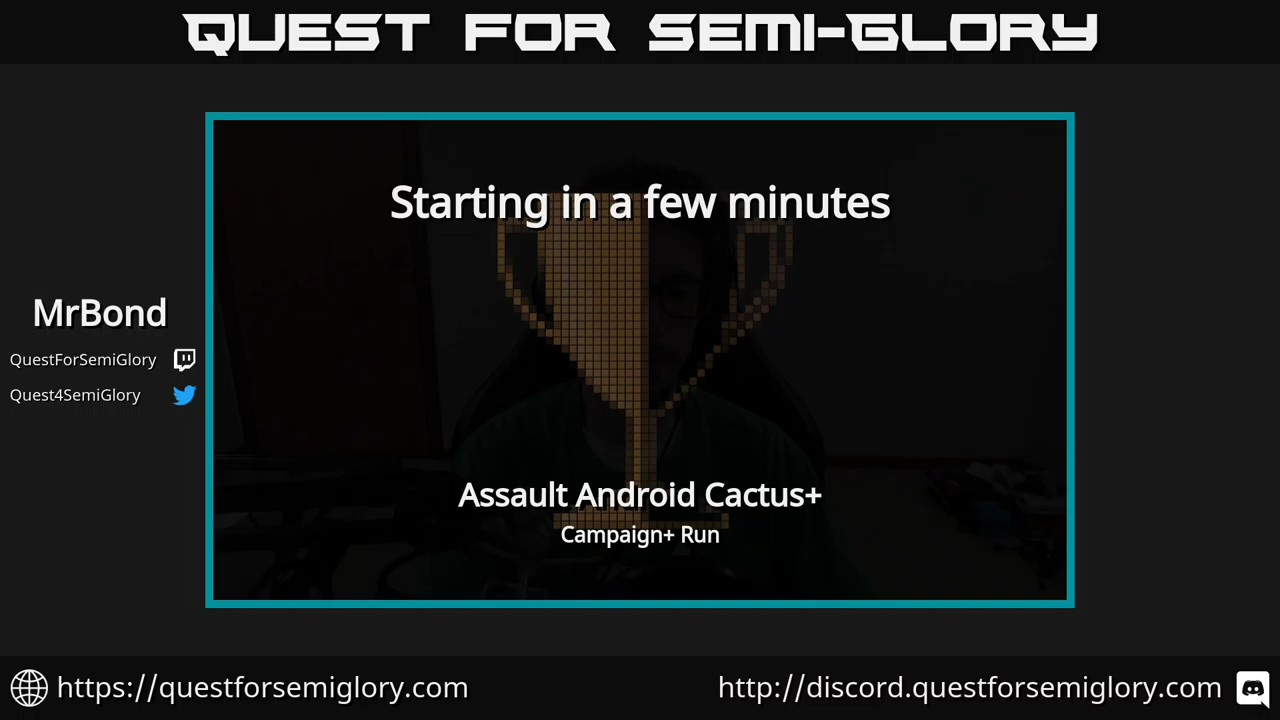 QUEST FOR SEMI-GLORY
Starting in a few minutes
MrBond
QuestForSemiGlory
Quest4SemiGlory
Assault Android Cactus+
Campaign+ Run
https://questforsemiglory.com
http://discord.questforsemiglory.com